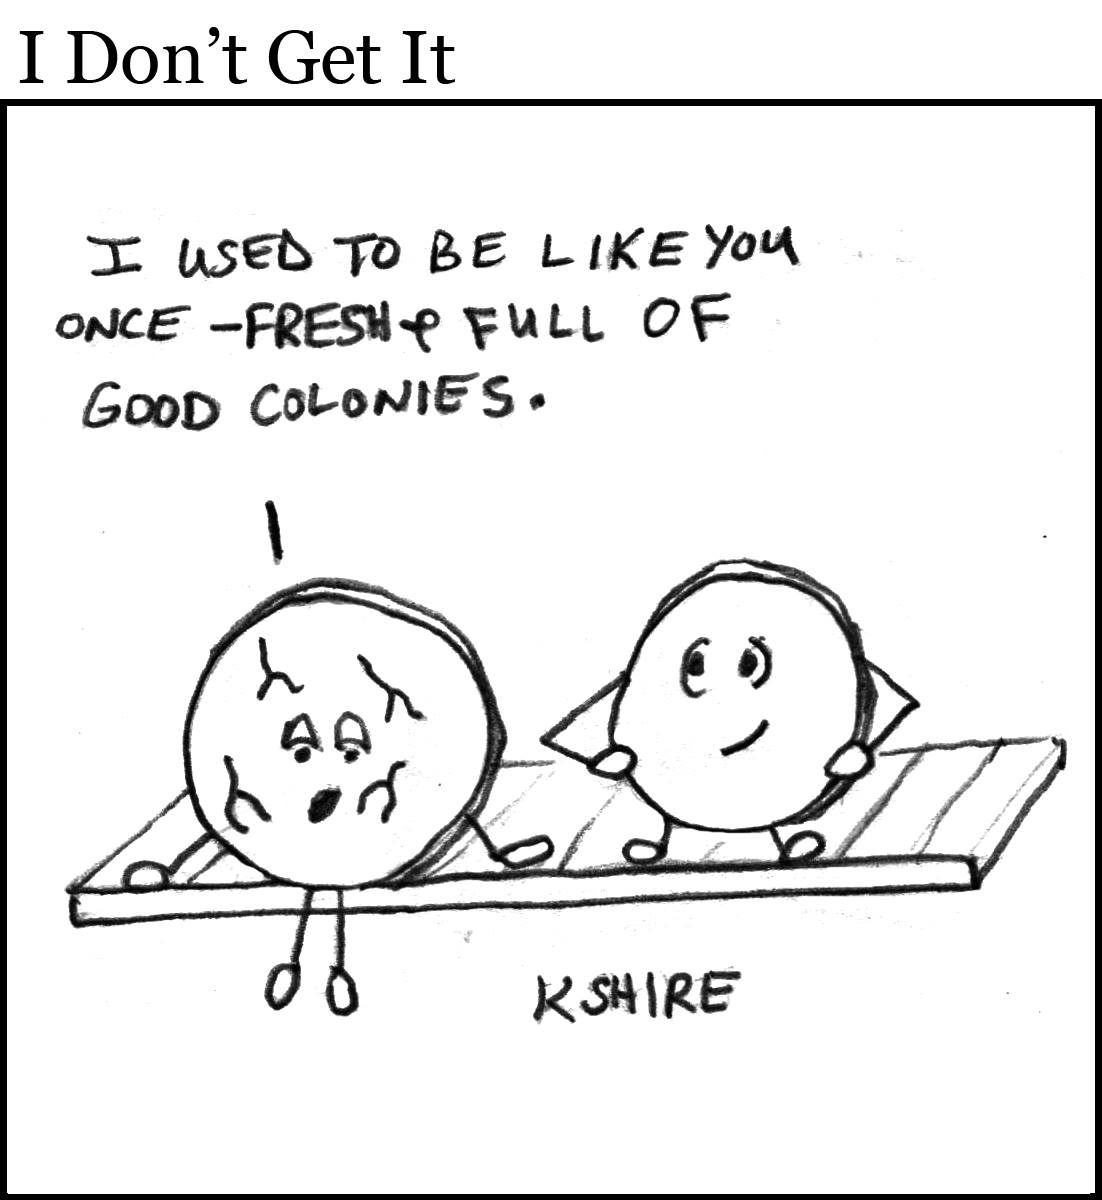 I Don’t Get It
I USED TO BE LIKE YOU
ONCE - FRESH & FULL OF
GOOD COLONIES.
KSHIRE